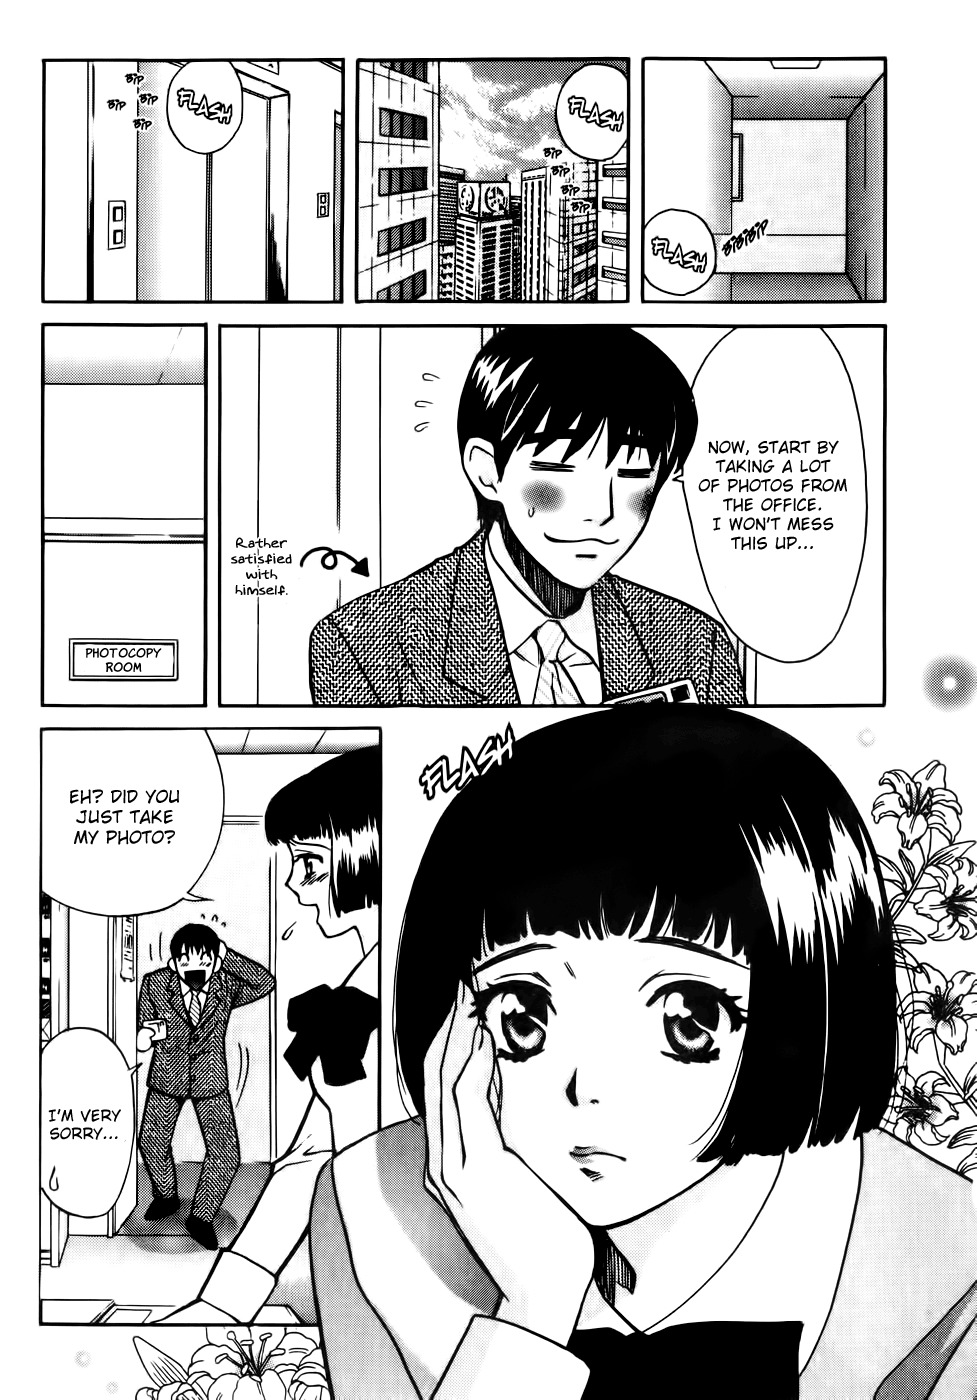 BIBIBIP
FLASH
FLASH
BIP
BIP
BIP
BIP
FLASH
BIP
BIP
BIP
BIP
NOW, START BY
TAKING A LOT
OF PHOTOS FROM
THE OFFICE.
I WON'T MESS
THIS UP...
Rather
satisfied
with
himself.
PHOTOCOPY
ROOM
FLASH
EH? DID YOU
JUST TAKE
MY PHOTO?
I'M VERY
SORRY...